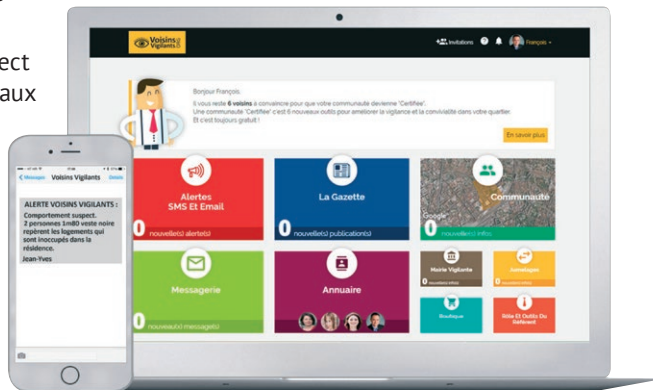 ect
aux
Voisins
Vigilants
Invitations
François
Bonjour François,
Il vous reste 6 voisins à convaincre pour que votre communauté devienne "Certifiée".
Une communauté "Certifiée" c'est 6 nouveaux outils pour améliorer la vigilance et la convivialité dans votre quartier.
Et c'est toujours gratuit !
En savoir plus
Alertes
SMS Et Email
0 nouvelle(s) alerte(s)
La Gazette
0 nouvelle(s) publication(s)
Communauté
Google
0 nouvelle(s) infos
Messagerie
0 nouveau(x) message(s)
Annuaire
Mairie Vigilante
0
Boutique
Rôle Et Outils Du
Référent
Messages
Voisins Vigilants
Détails
ALERTE VOISINS VIGILANTS :
Comportement suspect.
2 personnes 1m80 veste noire
repèrent les logements qui
sont inoccupés dans la
résidence.
Jean-Yves